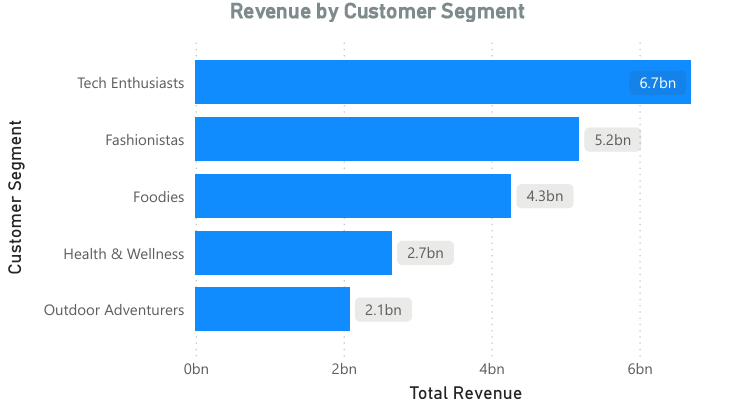 Revenue by Customer Segment
Customer Segment
Tech Enthusiasts 6.7bn
Fashionistas 5.2bn
Foodies 4.3bn
Health & Wellness 2.7bn
Outdoor Adventurers 2.1bn
0bn 2bn 4bn 6bn
Total Revenue